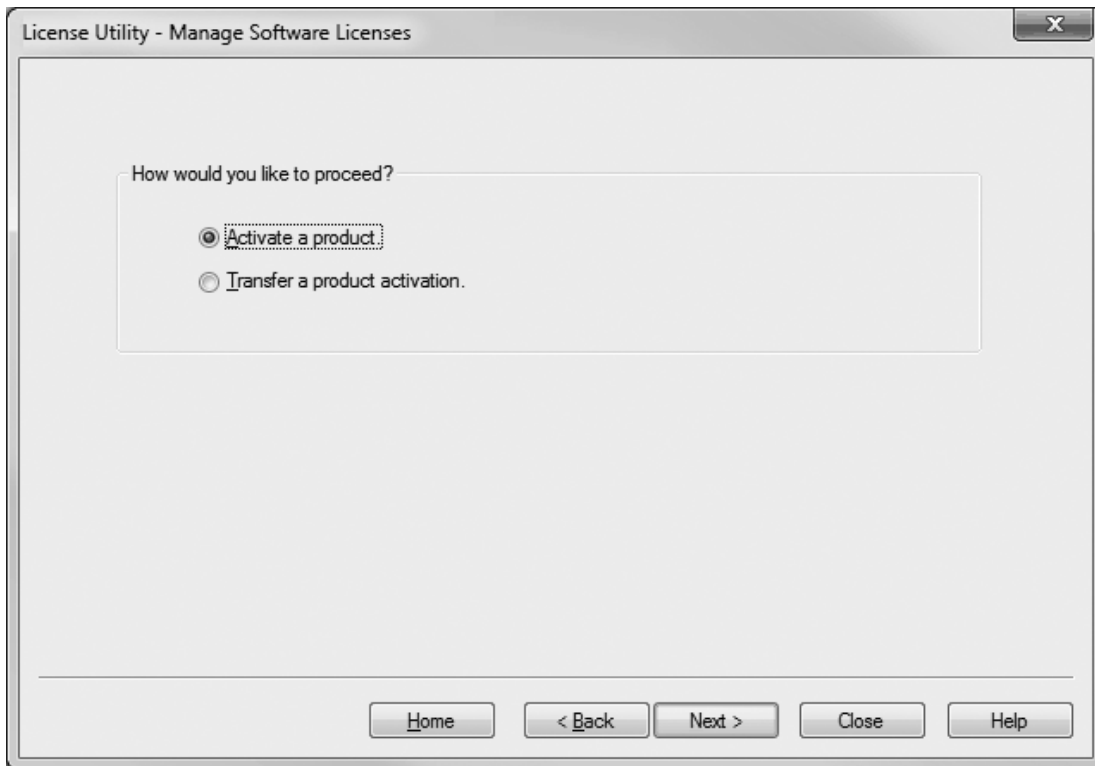 License Utility - Manage Software Licenses
X
How would you like to proceed?
Activate a product.
Transfer a product activation.
Home
< Back
Next >
Close
Help